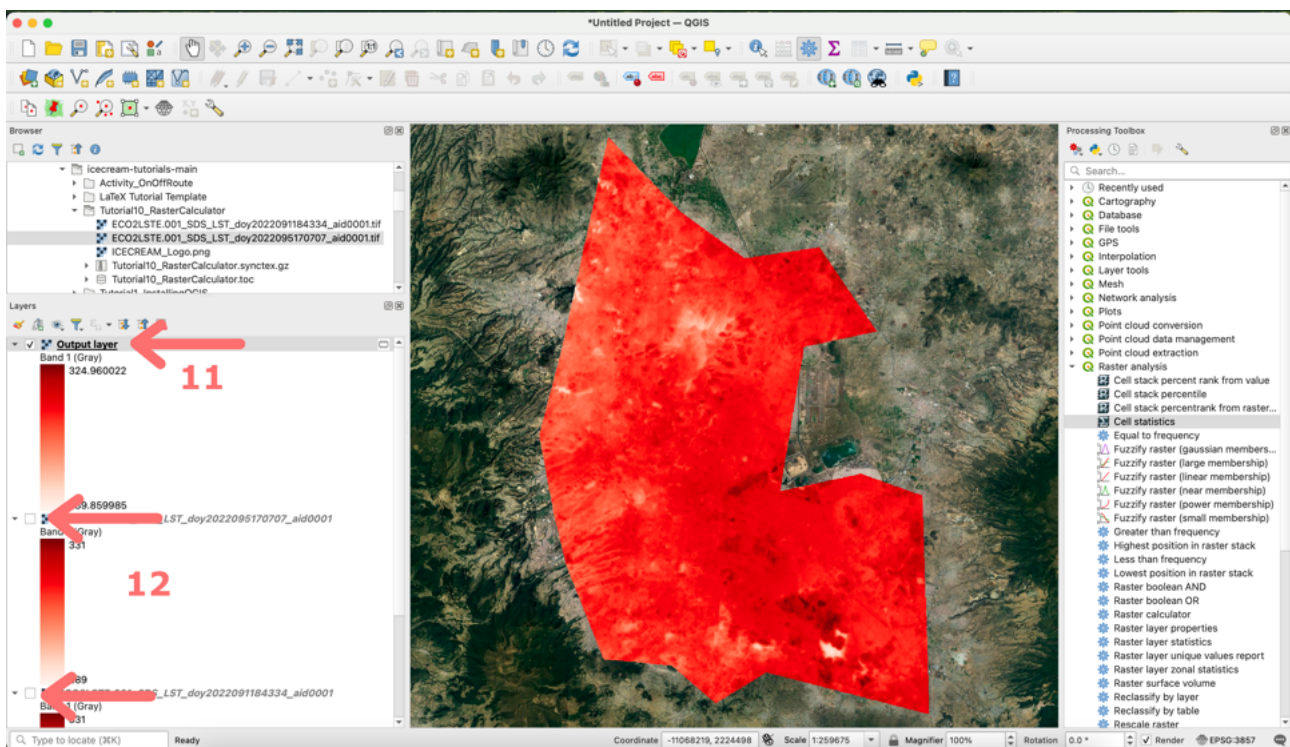 *Untitled Project — QGIS
Browser
icecream-tutorials-main
Activity_OnOffRoute
LaTeX Tutorial Template
Tutorial10_RasterCalculator
ECO2LSTE.001_SDS_LST_doy2022091184334_aid0001.tif
ECO2LSTE.001_SDS_LST_doy2022095170707_aid0001.tif
ICECREAM_Logo.png
Tutorial10_RasterCalculator.synctex.gz
Tutorial10_RasterCalculator.toc
Tutorial1_InstallingQGIS
Layers
Output layer
Band 1 (Gray)
324.960022
11
9.859985
LST_doy2022095170707_aid0001
(Gray)
331
12
89
LST_doy2022091184334_aid0001
(Gray)
331
Processing Toolbox
Search...
Recently used
Cartography
Database
File tools
GPS
Interpolation
Layer tools
Mesh
Network analysis
Plots
Point cloud conversion
Point cloud data management
Point cloud extraction
Raster analysis
Cell stack percent rank from value
Cell stack percentile
Cell stack percentrank from raster...
Cell statistics
Equal to frequency
Fuzzify raster (gaussian members...
Fuzzify raster (large membership)
Fuzzify raster (linear membership)
Fuzzify raster (near membership)
Fuzzify raster (power membership)
Fuzzify raster (small membership)
Greater than frequency
Highest position in raster stack
Less than frequency
Lowest position in raster stack
Raster boolean AND
Raster boolean OR
Raster calculator
Raster layer properties
Raster layer statistics
Raster layer unique values report
Raster layer zonal statistics
Raster surface volume
Reclassify by layer
Reclassify by table
Rescale raster
Type to locate (⌘K) Ready Coordinate -11068219, 2224498 Scale 1:259675 Magnifier 100% Rotation 0.0 ° Render EPSG:3857